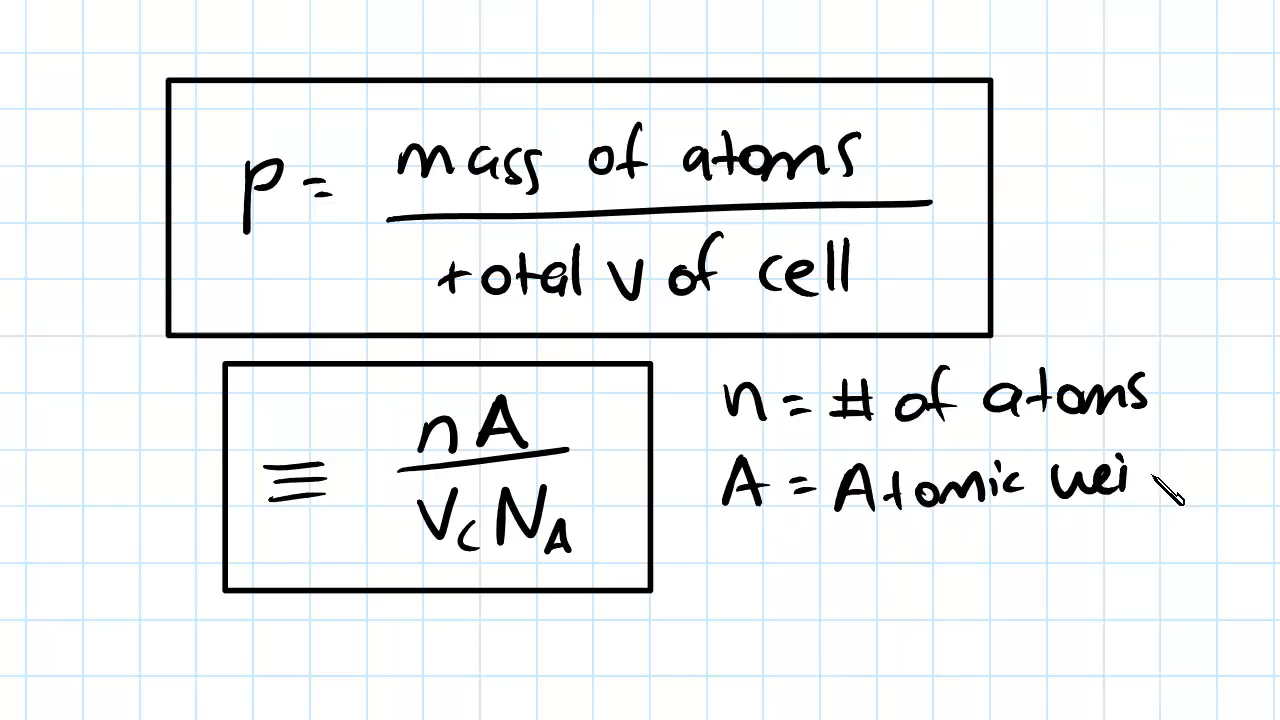 p = mass of atoms
total v of cell
≡ nA
VcNA
n = # of atoms
A = Atomic wei